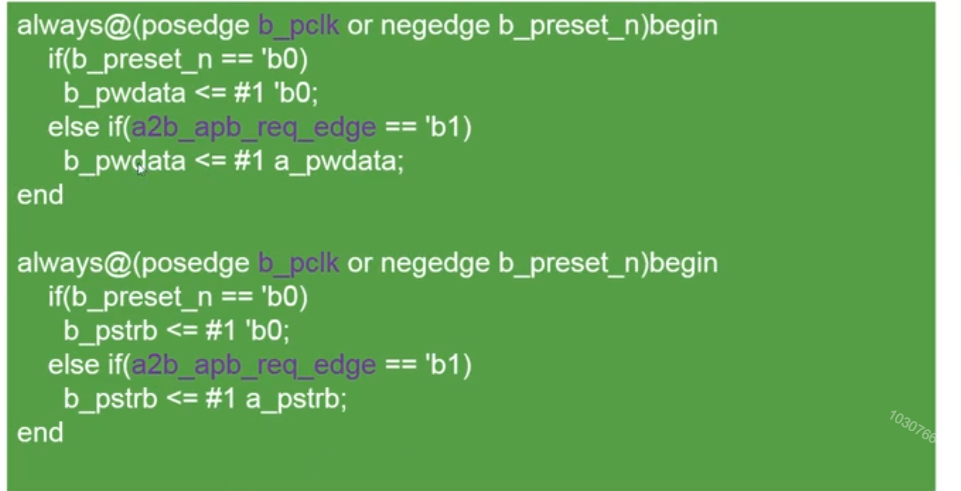 always@(posedge b_pclk or negedge b_preset_n)begin
if(b_preset_n == 'b0)
b_pwdata <= #1 'b0;
else if(a2b_apb_req_edge == 'b1)
b_pwdata <= #1 a_pwdata;
end
always@(posedge b_pclk or negedge b_preset_n)begin
if(b_preset_n == 'b0)
b_pstrb <= #1 'b0;
else if(a2b_apb_req_edge == 'b1)
b_pstrb <= #1 a_pstrb;
end
1030766